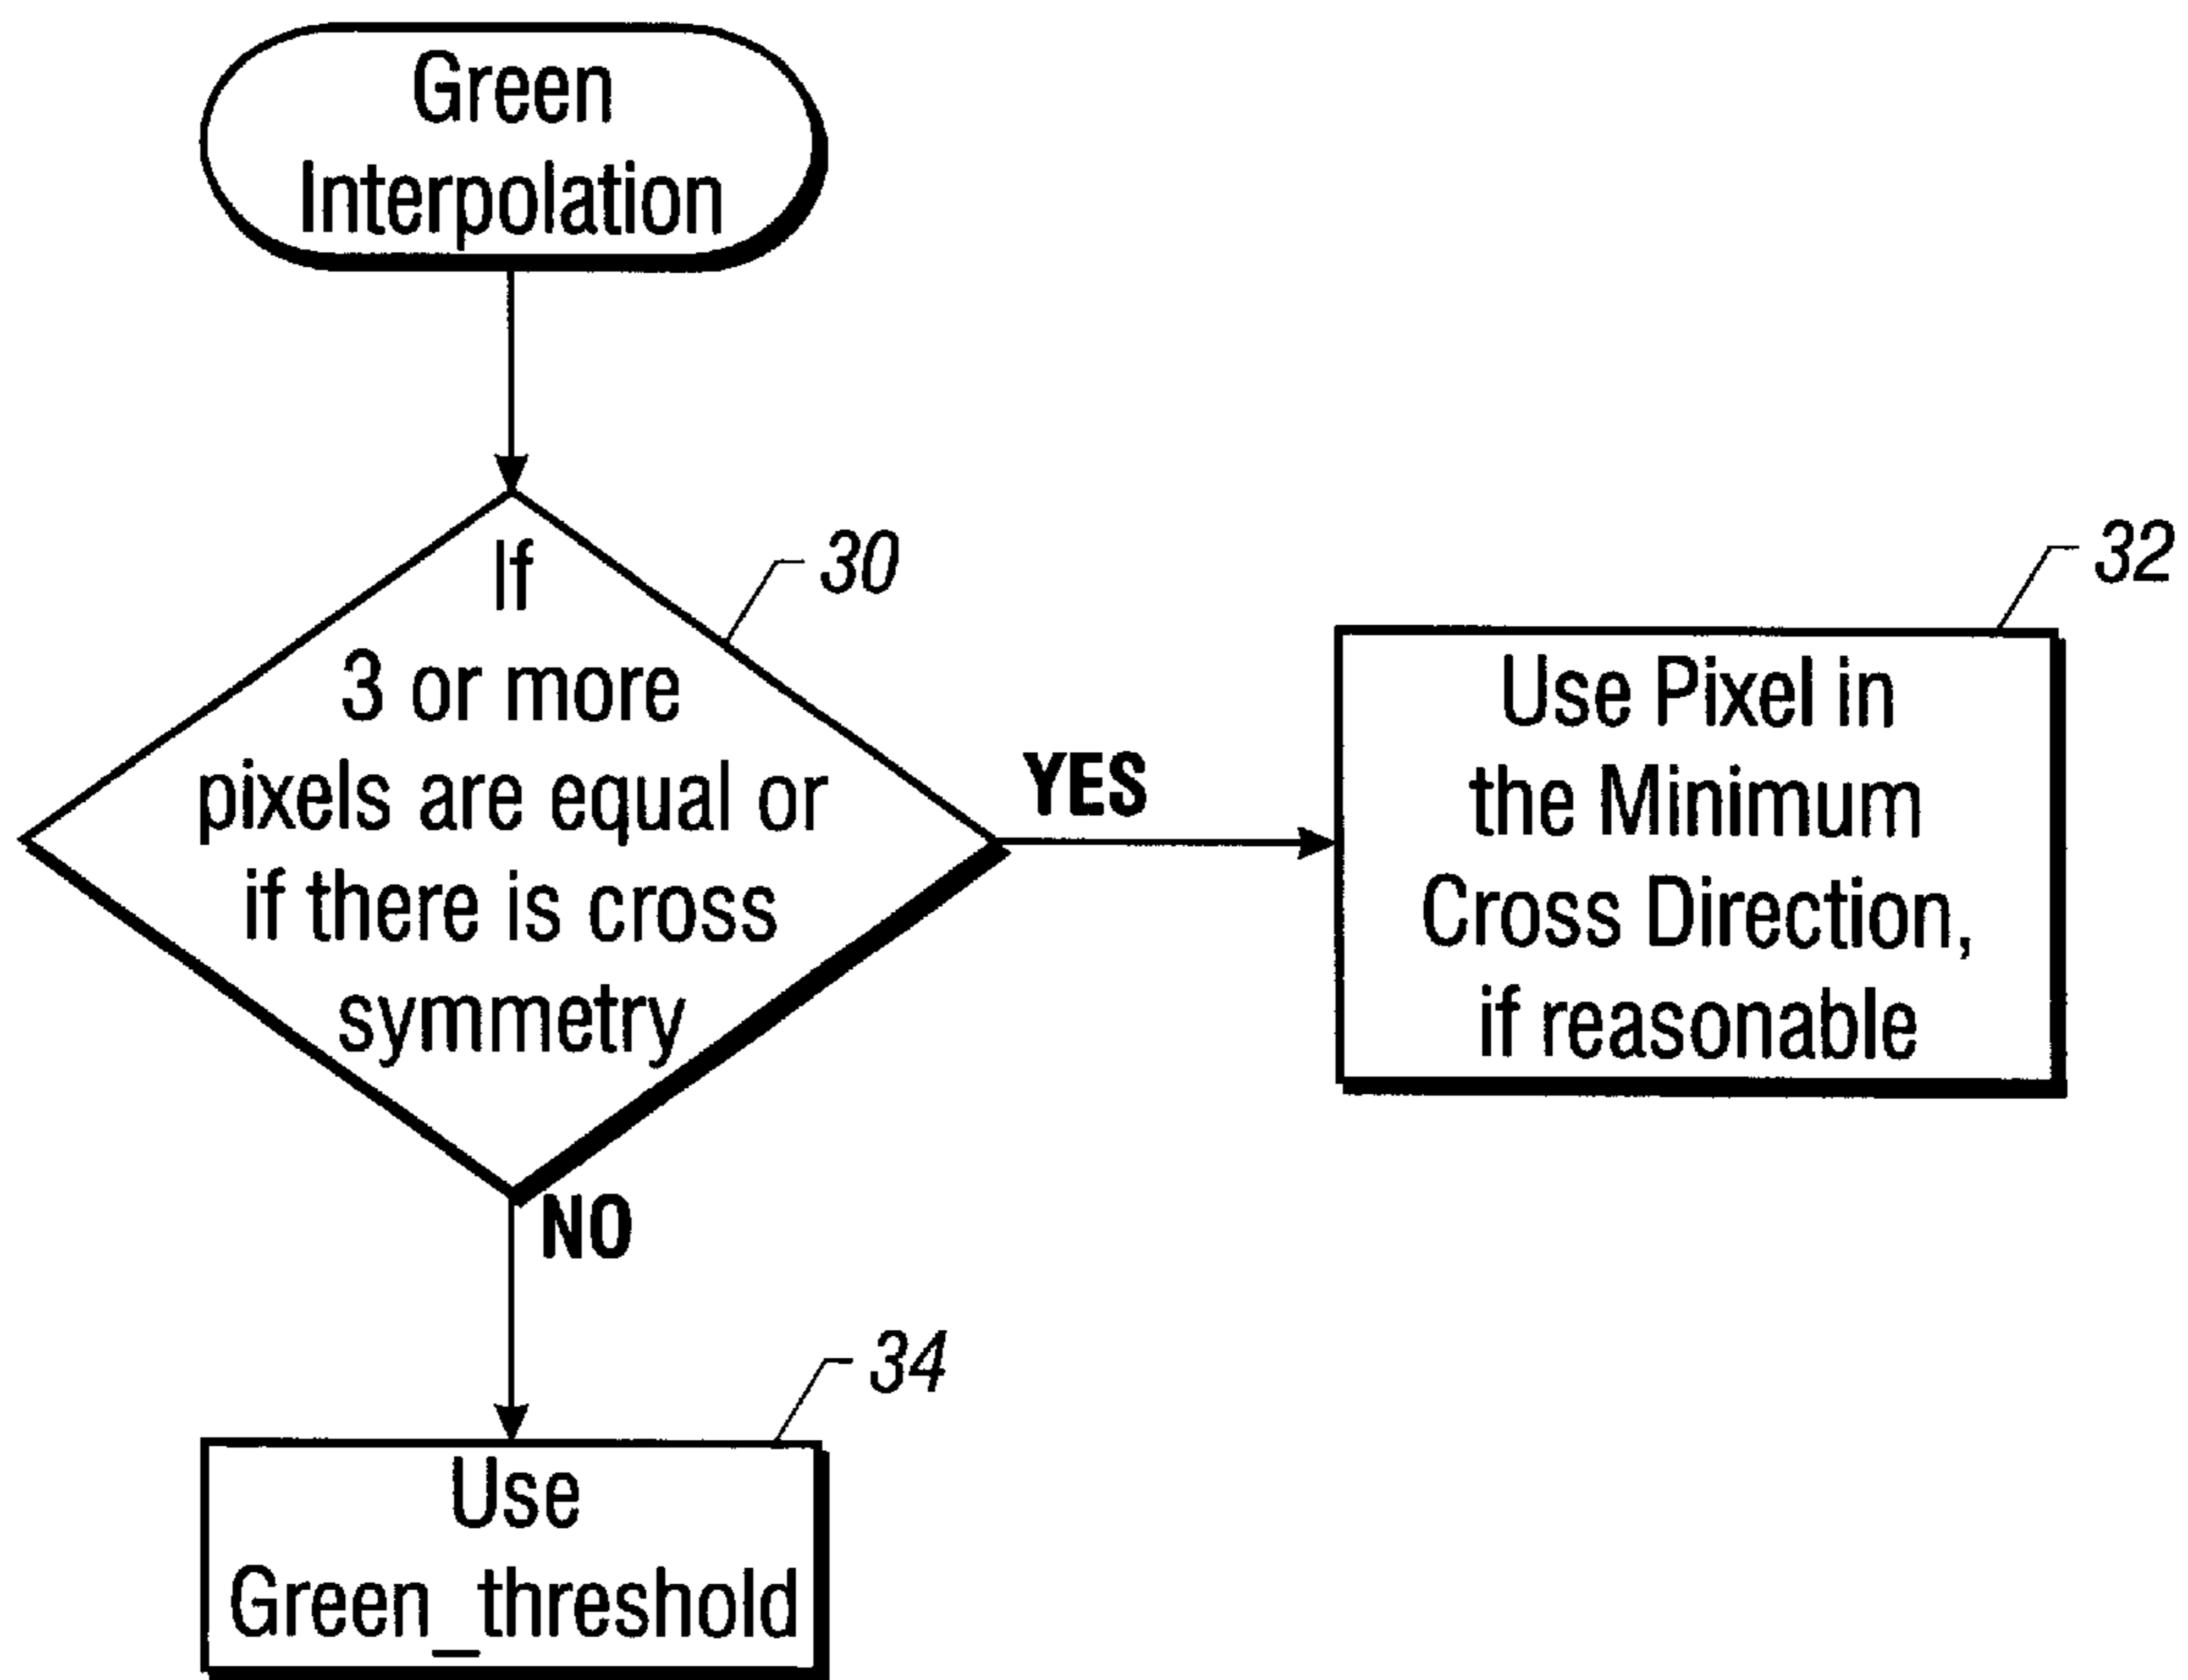 Green
Interpolation
If
3 or more
pixels are equal or
if there is cross
symmetry
30
YES
32
Use Pixel in
the Minimum
Cross Direction,
if reasonable
NO
34
Use
Green_threshold